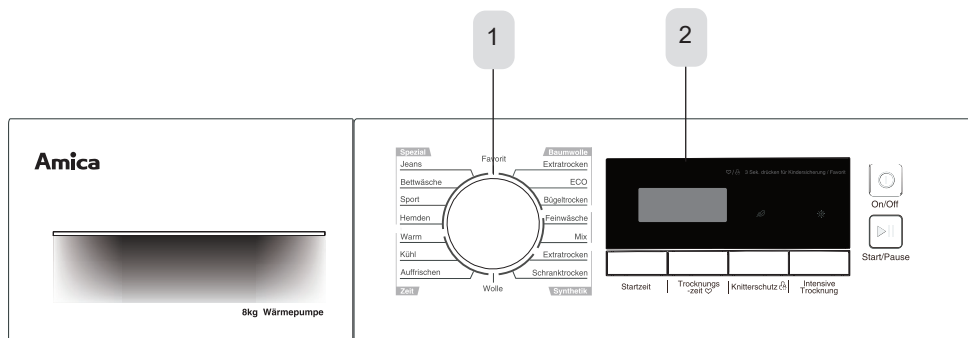 1
2
Amica
8kg Wärmepumpe
Spezial
Jeans
Bettwäsche
Sport
Hemden
Warm
Kühl
Auffrischen
Zeit
Favorit
Wolle
Baumwolle
Extratrocken
ECO
Bügeltrocken
Feinwäsche
Mix
Extratrocken
Schranktrocken
Synthetik
3 Sek. drücken für Kindersicherung / Favorit
Startzeit
Trocknungs
-zeit
Knitterschutz
Intensive
Trocknung
On/Off
Start/Pause